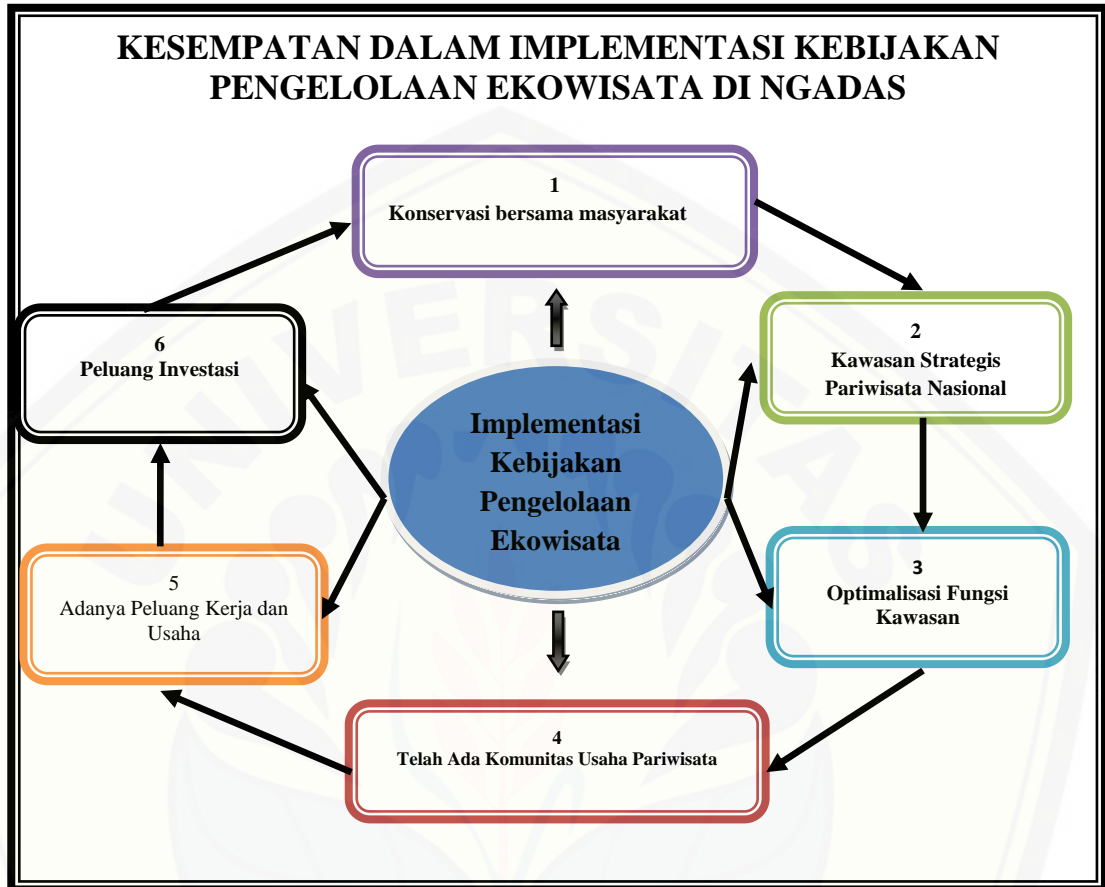 KESEMPATAN DALAM IMPLEMENTASI KEBIJAKAN
PENGELOLAAN EKOWISATA DI NGADAS
1
Konservasi bersama masyarakat
2
Kawasan Strategis
Pariwisata Nasional
3
Optimalisasi Fungsi
Kawasan
4
Telah Ada Komunitas Usaha Pariwisata
5
Adanya Peluang Kerja dan
Usaha
6
Peluang Investasi
Implementasi
Kebijakan
Pengelolaan
Ekowisata
UNIVERSITAS